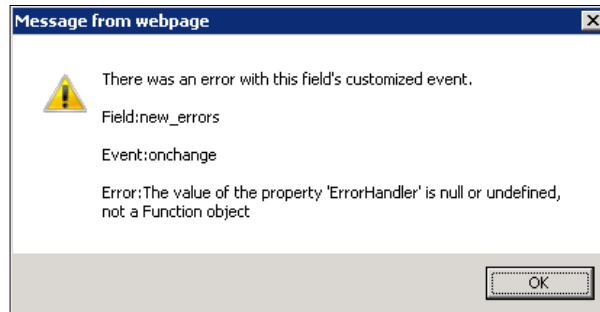 Message from webpage
There was an error with this field's customized event.
Field:new_errors
Event:onchange
Error:The value of the property 'ErrorHandler' is null or undefined,
not a Function object
OK